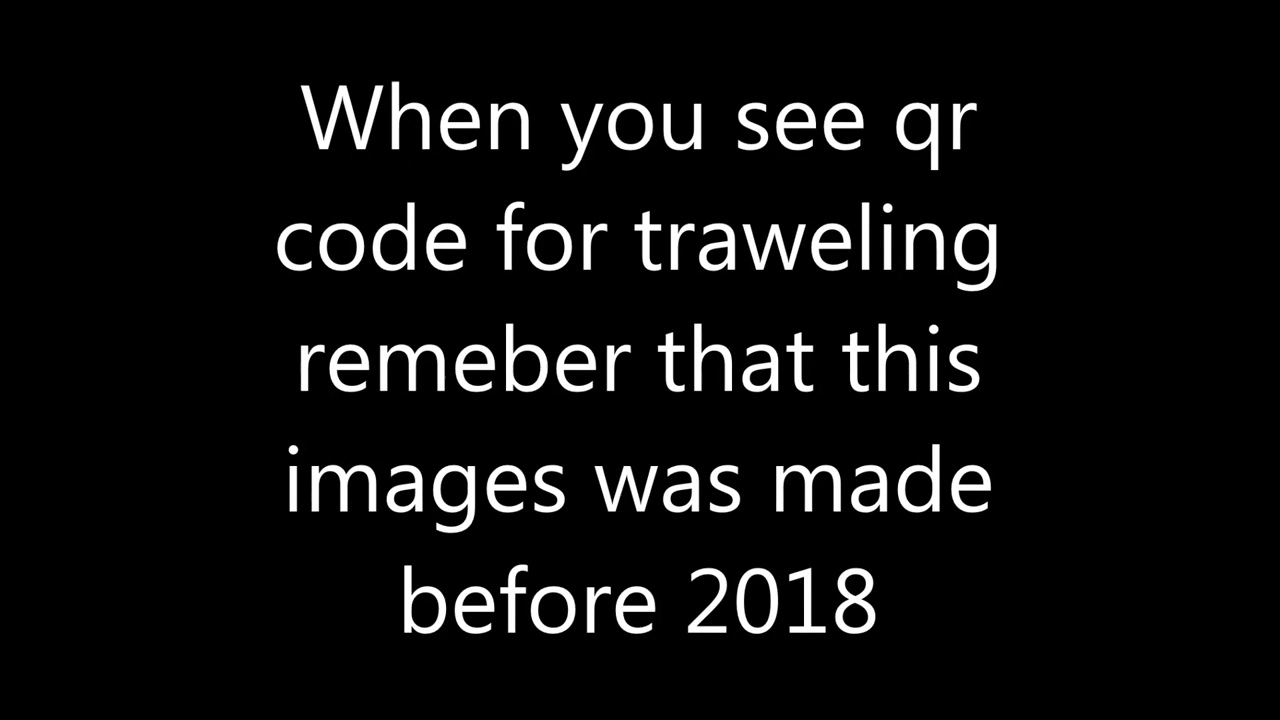 When you see qr
code for traweling
remeber that this
images was made
before 2018